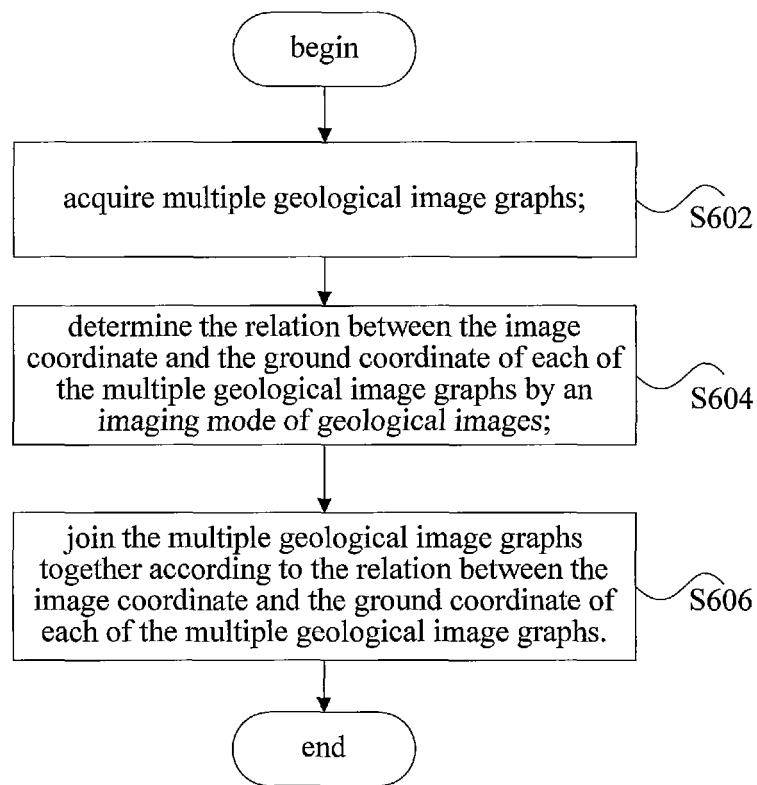 begin
acquire multiple geological image graphs;
S602
determine the relation between the image
coordinate and the ground coordinate of each of
the multiple geological image graphs by an
imaging mode of geological images;
S604
join the multiple geological image graphs
together according to the relation between the
image coordinate and the ground coordinate of
each of the multiple geological image graphs.
S606
end